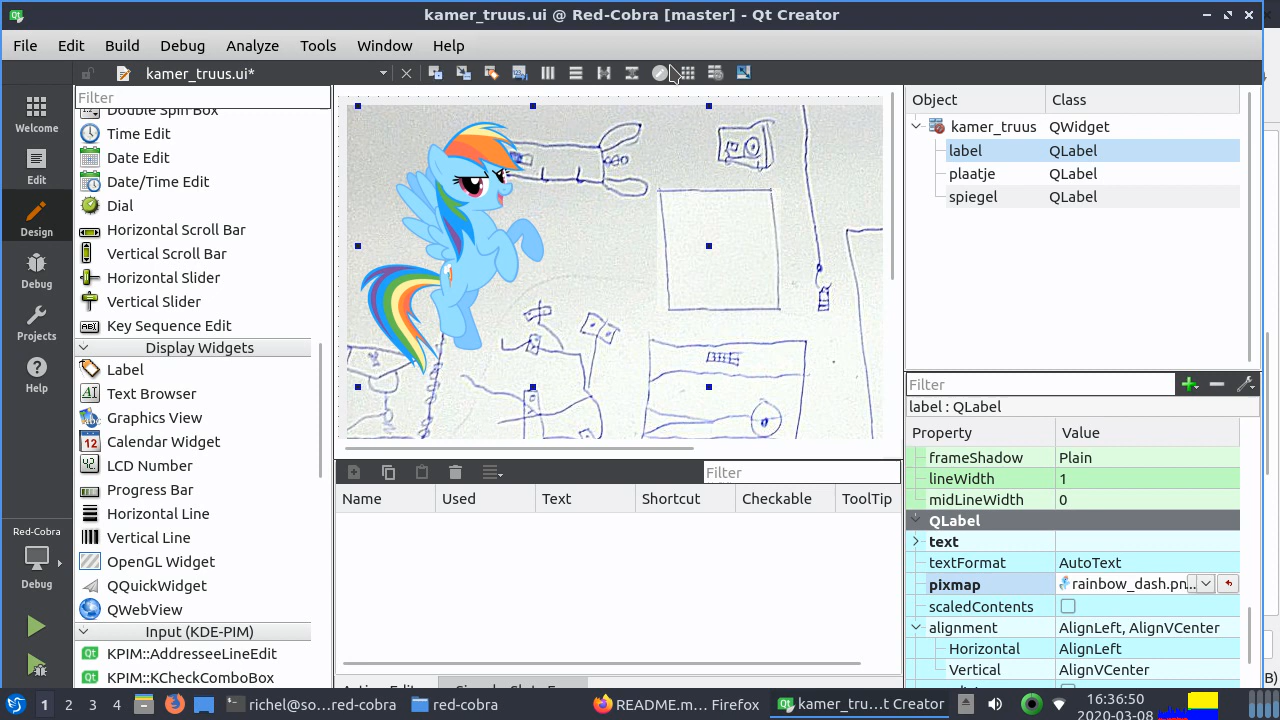 kamer_truus.ui @ Red-Cobra [master] - Qt Creator
File Edit Build Debug Analyze Tools Window Help
kamer_truus.ui*
Welcome
Edit
Design
Debug
Projects
Help
Red-Cobra
Debug
Filter
Double Spin Box
Time Edit
Date Edit
Date/Time Edit
Dial
Horizontal Scroll Bar
Vertical Scroll Bar
Horizontal Slider
Vertical Slider
Key Sequence Edit
Display Widgets
Label
Text Browser
Graphics View
Calendar Widget
LCD Number
Progress Bar
Horizontal Line
Vertical Line
OpenGL Widget
QQuickWidget
QWebView
Input (KDE-PIM)
KPIM::AddresseeLineEdit
KPIM::KCheckComboBox
Filter
Name Used Text Shortcut Checkable ToolTip
Object Class
kamer_truus QWidget
label QLabel
plaatje QLabel
spiegel QLabel
Filter
label : QLabel
Property Value
frameShadow Plain
lineWidth 1
midLineWidth 0
QLabel
text
textFormat AutoText
pixmap rainbow_dash.pn...
scaledContents
alignment AlignLeft, AlignVCenter
Horizontal AlignLeft
Vertical AlignVCenter
B)
1 2 3 4 richel@so...red-cobra red-cobra README.m... Firefox kamer_tru...t Creator 16:36:50
2020-03-08